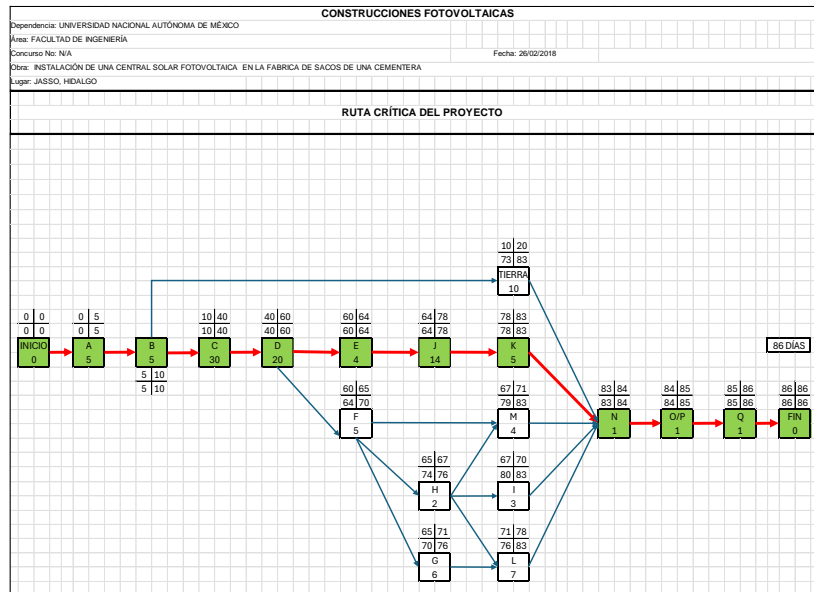 CONSTRUCCIONES FOTOVOLTAICAS
Dependencia: UNIVERSIDAD NACIONAL AUTÓNOMA DE MÉXICO
Área: FACULTAD DE INGENIERÍA
Concurso No: N/A Fecha: 26/02/2018
Obra: INSTALACIÓN DE UNA CENTRAL SOLAR FOTOVOLTAICA EN LA FABRICA DE SACOS DE UNA CEMENTERA
Lugar: JASSO, HIDALGO
RUTA CRÍTICA DEL PROYECTO
10 20
73 83
TIERRA
10
0 0 0 5 10 40 40 60 60 64 64 78 78 83
0 0 0 5 10 40 40 60 60 64 64 78 78 83
INICIO A B C D E J K 86 DÍAS
0 5 5 30 20 4 14 5
5 10
5 10
60 65 67 71 83 84 84 85 85 86 86 86
64 70 79 83 83 84 84 85 85 86 86 86
F M N O/P Q FIN
5 4 1 1 1 0
65 67 67 70
74 76 80 83
H I
2 3
65 71 71 78
70 76 76 83
G L
6 7